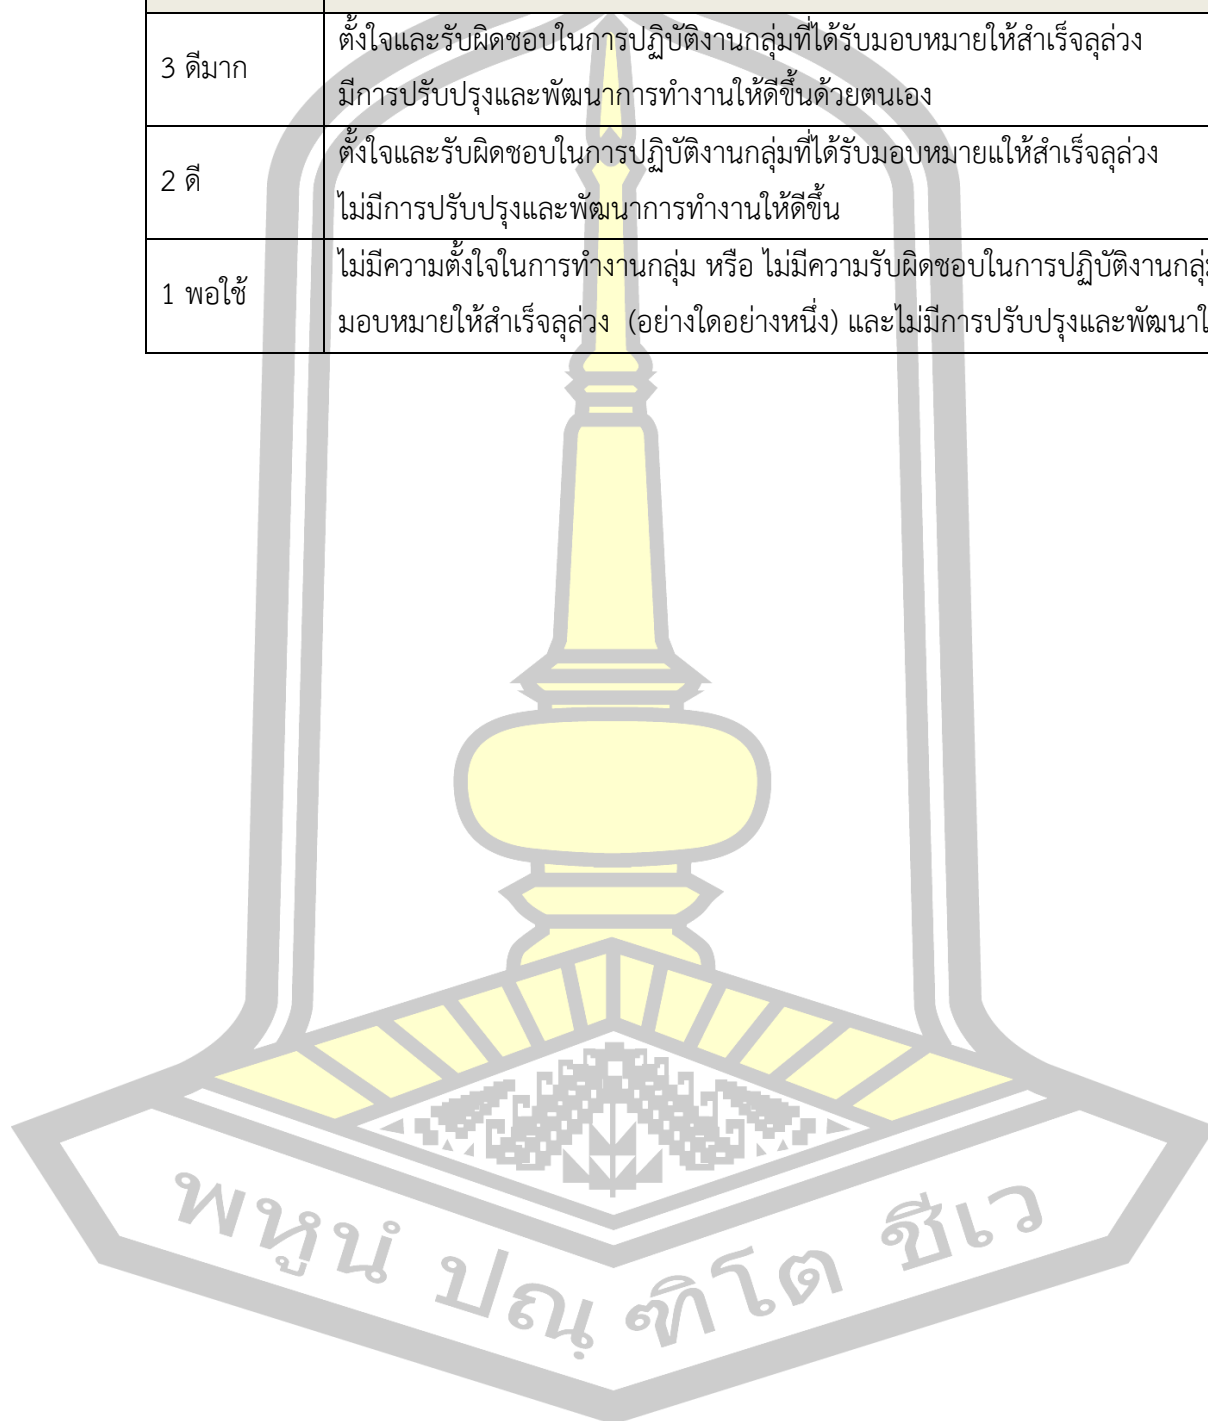 3 ดีมาก
ตั้งใจและรับผิดชอบในการปฏิบัติงานกลุ่มที่ได้รับมอบหมายให้สำเร็จลุล่วง
มีการปรับปรุงและพัฒนาการทำงานให้ดีขึ้นด้วยตนเอง
2 ดี
ตั้งใจและรับผิดชอบในการปฏิบัติงานกลุ่มที่ได้รับมอบหมายแให้สำเร็จลุล่วง
ไม่มีการปรับปรุงและพัฒนาการทำงานให้ดีขึ้น
1 พอใช้
ไม่มีความตั้งใจในการทำงานกลุ่ม หรือ ไม่มีความรับผิดชอบในการปฏิบัติงานกลุ่ม
มอบหมายให้สำเร็จลุล่วง (อย่างใดอย่างหนึ่ง) และไม่มีการปรับปรุงและพัฒนาใ
พหูนํ ปณฺฑิโต ชีเว